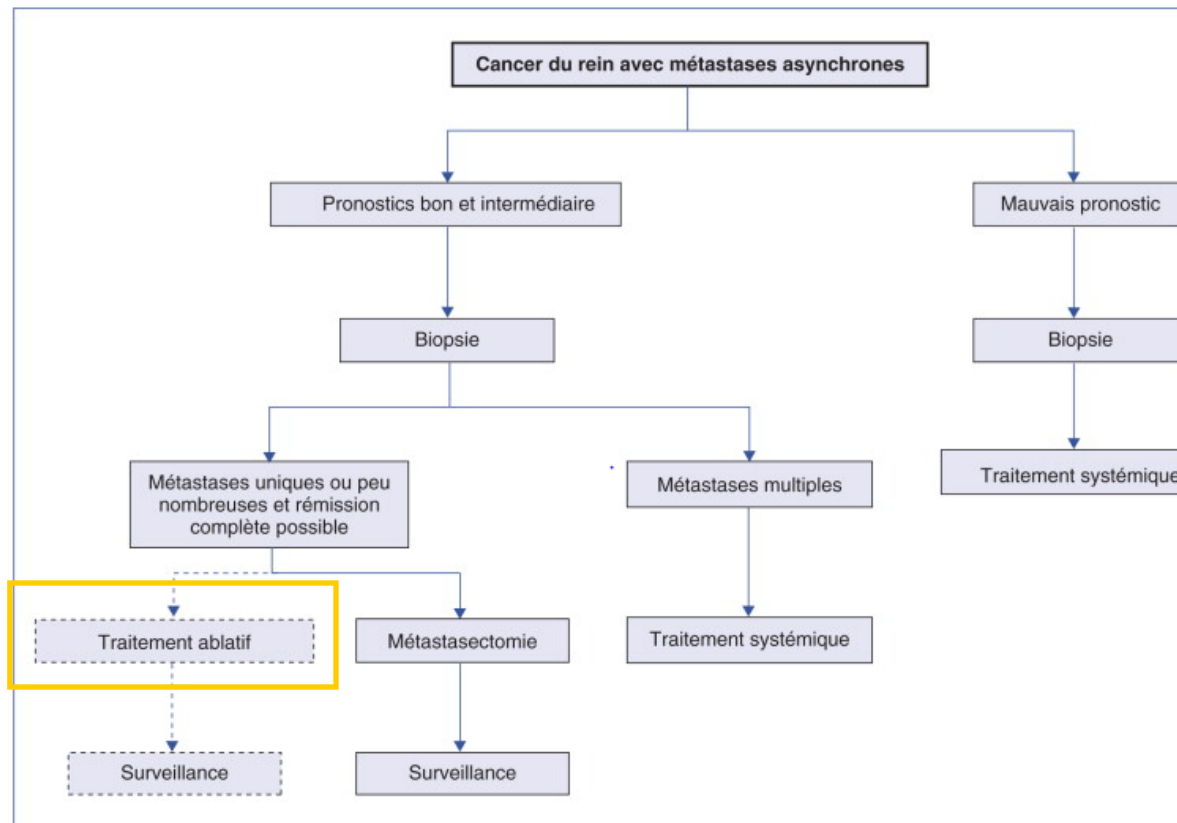 Cancer du rein avec métastases asynchrones
Pronostics bon et intermédiaire
Mauvais pronostic
Biopsie
Biopsie
Métastases uniques ou peu
nombreuses et rémission
complète possible
Métastases multiples
Traitement systémique
Traitement ablatif
Métastasectomie
Traitement systémique
Surveillance
Surveillance